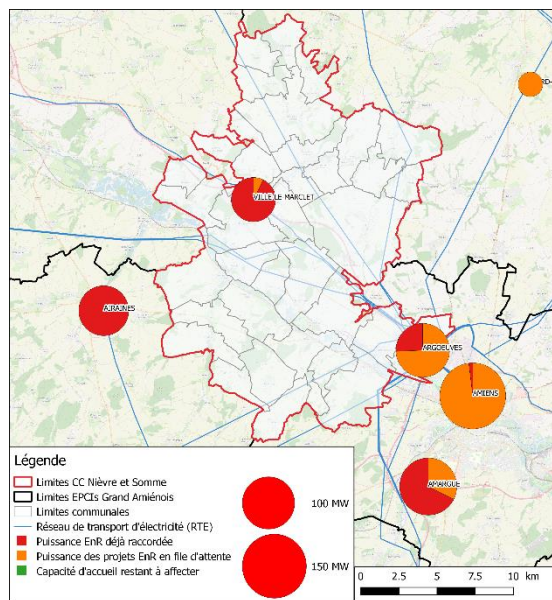 VILLE LE MARCLET
AIRAINES
ARGOEUVES
AMIENS
AMARGUE
Légende
Limites CC Nièvre et Somme
Limites EPCIs Grand Amiénois
Limites communales
Réseau de transport d'électricité (RTE)
Puissance EnR déjà raccordée
Puissance des projets EnR en file d'attente
Capacité d'accueil restant à affecter
100 MW
150 MW
0 2.5 5 7.5 10 km